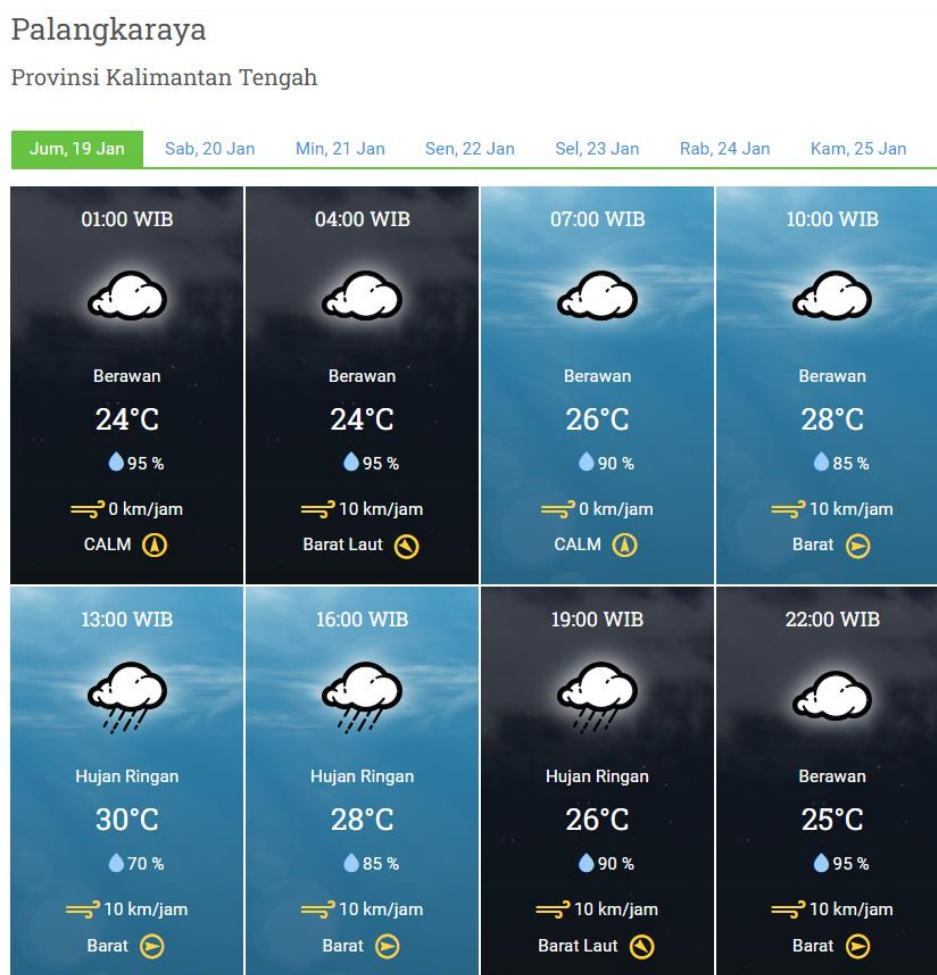 Palangkaraya
Provinsi Kalimantan Tengah
Jum, 19 Jan Sab, 20 Jan Min, 21 Jan Sen, 22 Jan Sel, 23 Jan Rab, 24 Jan Kam, 25 Jan
01:00 WIB
Berawan
24°C
95 %
0 km/jam
CALM
04:00 WIB
Berawan
24°C
95 %
10 km/jam
Barat Laut
07:00 WIB
Berawan
26°C
90 %
0 km/jam
CALM
10:00 WIB
Berawan
28°C
85 %
10 km/jam
Barat
13:00 WIB
Hujan Ringan
30°C
70 %
10 km/jam
Barat
16:00 WIB
Hujan Ringan
28°C
85 %
10 km/jam
Barat
19:00 WIB
Hujan Ringan
26°C
90 %
10 km/jam
Barat Laut
22:00 WIB
Berawan
25°C
95 %
10 km/jam
Barat